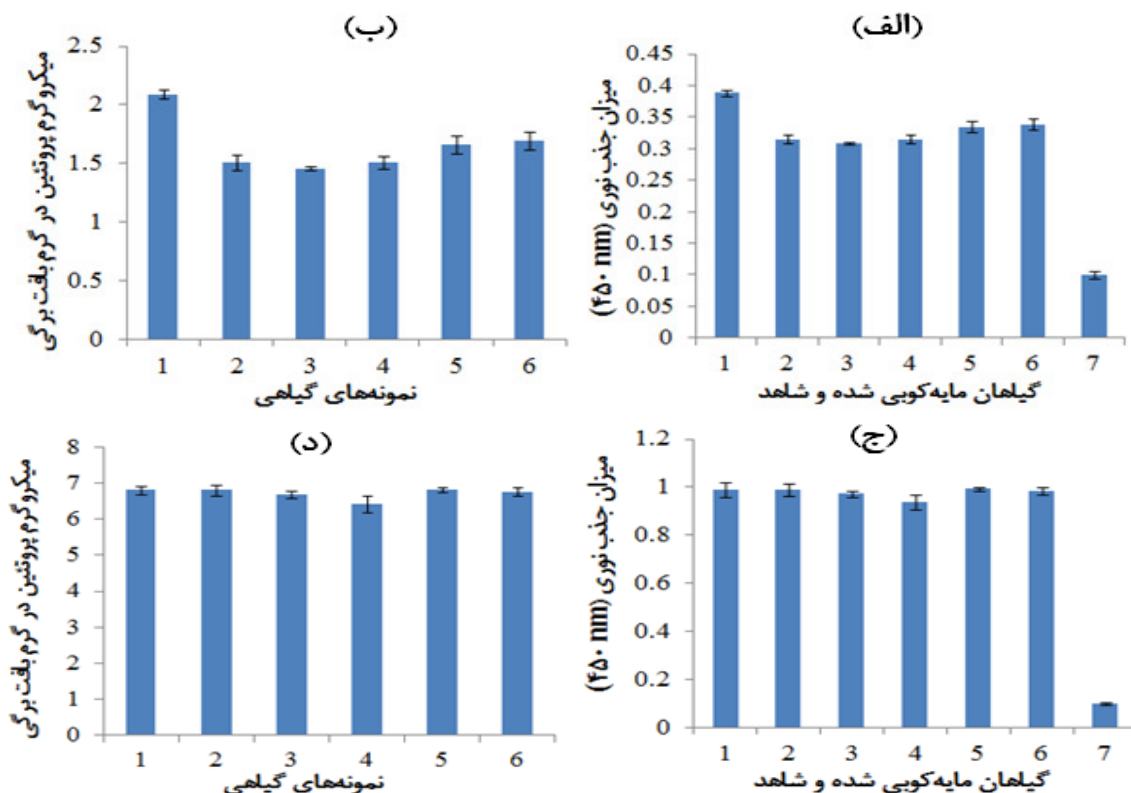 (الف)
میزان جذب نوری (۴۵۰ nm)
0.45
0.4
0.35
0.3
0.25
0.2
0.15
0.1
0.05
0
1 2 3 4 5 6 7
گیاهان مایه‌کوبی شده و شاهد
(ب)
میکروگرم پروتئین در گرم بافت برگی
2.5
2
1.5
1
0.5
0
1 2 3 4 5 6
نمونه‌های گیاهی
(ج)
میزان جذب نوری (۴۵۰ nm)
1.2
1
0.8
0.6
0.4
0.2
0
1 2 3 4 5 6 7
گیاهان مایه‌کوبی شده و شاهد
(د)
میکروگرم پروتئین در گرم بافت برگی
8
7
6
5
4
3
2
1
0
1 2 3 4 5 6
نمونه‌های گیاهی